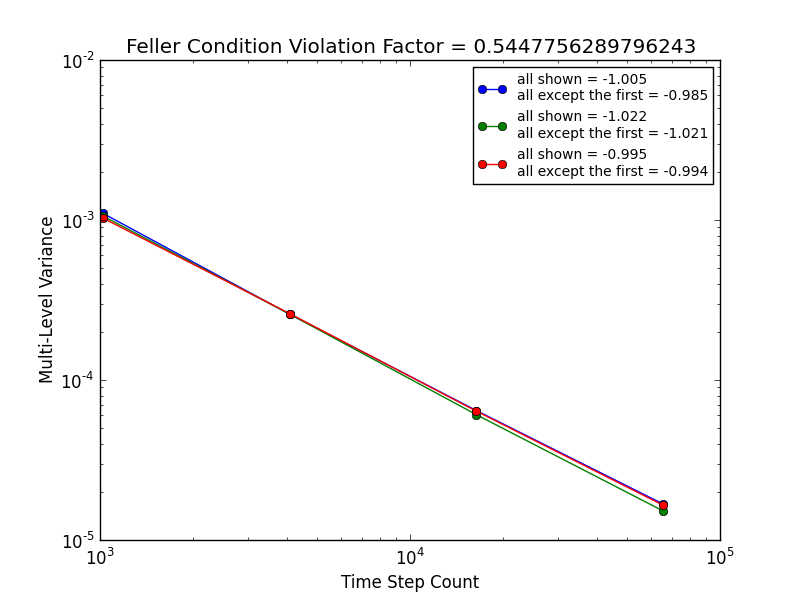 Feller Condition Violation Factor = 0.5447756289796243
10^-2
all shown = -1.005
all except the first = -0.985
all shown = -1.022
all except the first = -1.021
all shown = -0.995
all except the first = -0.994
10^-3
Multi-Level Variance
10^-4
10^-5
10^3
10^4
10^5
Time Step Count